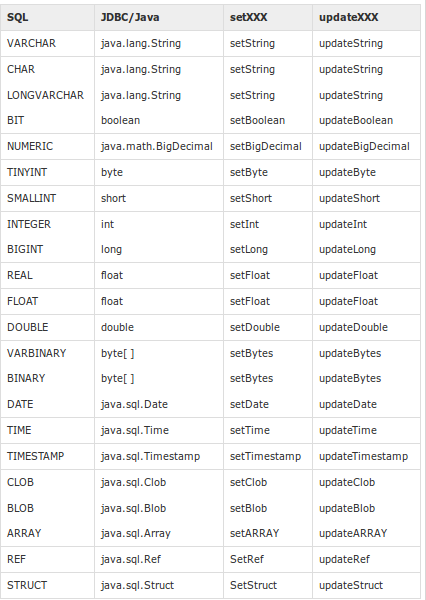 SQL JDBC/Java setXXX updateXXX
VARCHAR java.lang.String setString updateString
CHAR java.lang.String setString updateString
LONGVARCHAR java.lang.String setString updateString
BIT boolean setBoolean updateBoolean
NUMERIC java.math.BigDecimal setBigDecimal updateBigDecimal
TINYINT byte setByte updateByte
SMALLINT short setShort updateShort
INTEGER int setInt updateInt
BIGINT long setLong updateLong
REAL float setFloat updateFloat
FLOAT float setFloat updateFloat
DOUBLE double setDouble updateDouble
VARBINARY byte[ ] setBytes updateBytes
BINARY byte[ ] setBytes updateBytes
DATE java.sql.Date setDate updateDate
TIME java.sql.Time setTime updateTime
TIMESTAMP java.sql.Timestamp setTimestamp updateTimestamp
CLOB java.sql.Clob setClob updateClob
BLOB java.sql.Blob setBlob updateBlob
ARRAY java.sql.Array setARRAY updateARRAY
REF java.sql.Ref SetRef updateRef
STRUCT java.sql.Struct SetStruct updateStruct